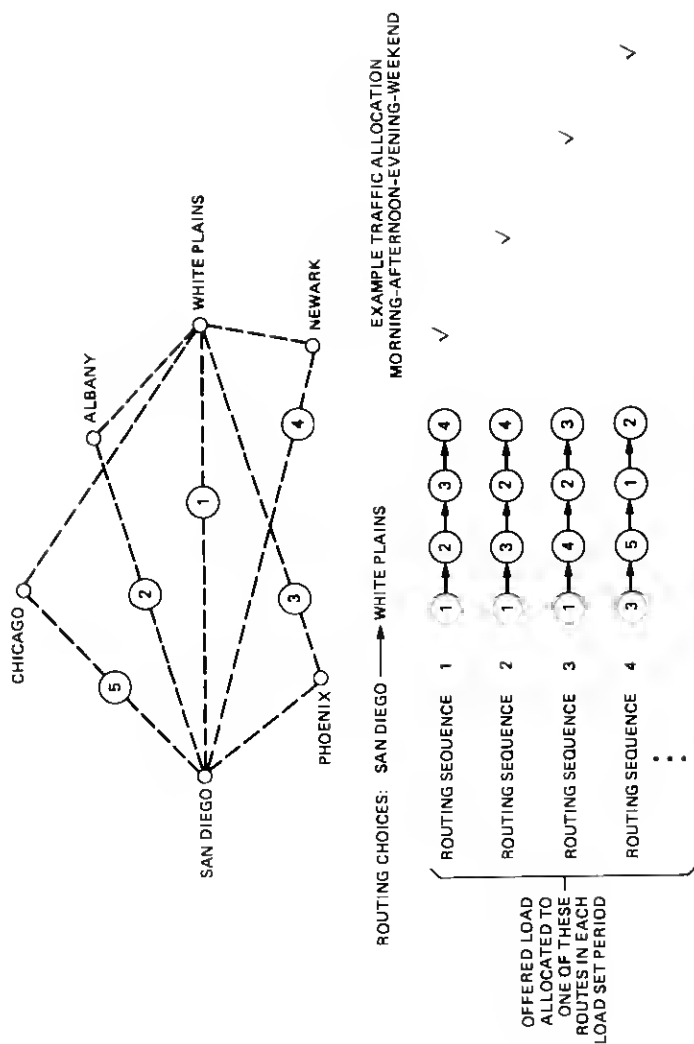 CHICAGO
ALBANY
5
2
SAN DIEGO
1
WHITE PLAINS
3
4
PHOENIX
NEWARK
ROUTING CHOICES: SAN DIEGO → WHITE PLAINS
EXAMPLE TRAFFIC ALLOCATION
MORNING-AFTERNOON-EVENING-WEEKEND
ROUTING SEQUENCE 1 1 → 2 → 3 → 4 ✓
ROUTING SEQUENCE 2 1 → 3 → 2 → 4 ✓
ROUTING SEQUENCE 3 1 → 4 → 2 → 3 ✓
ROUTING SEQUENCE 4 3 → 5 → 1 → 2 ✓
OFFERED LOAD
ALLOCATED TO
ONE OF THESE
ROUTES IN EACH
LOAD SET PERIOD